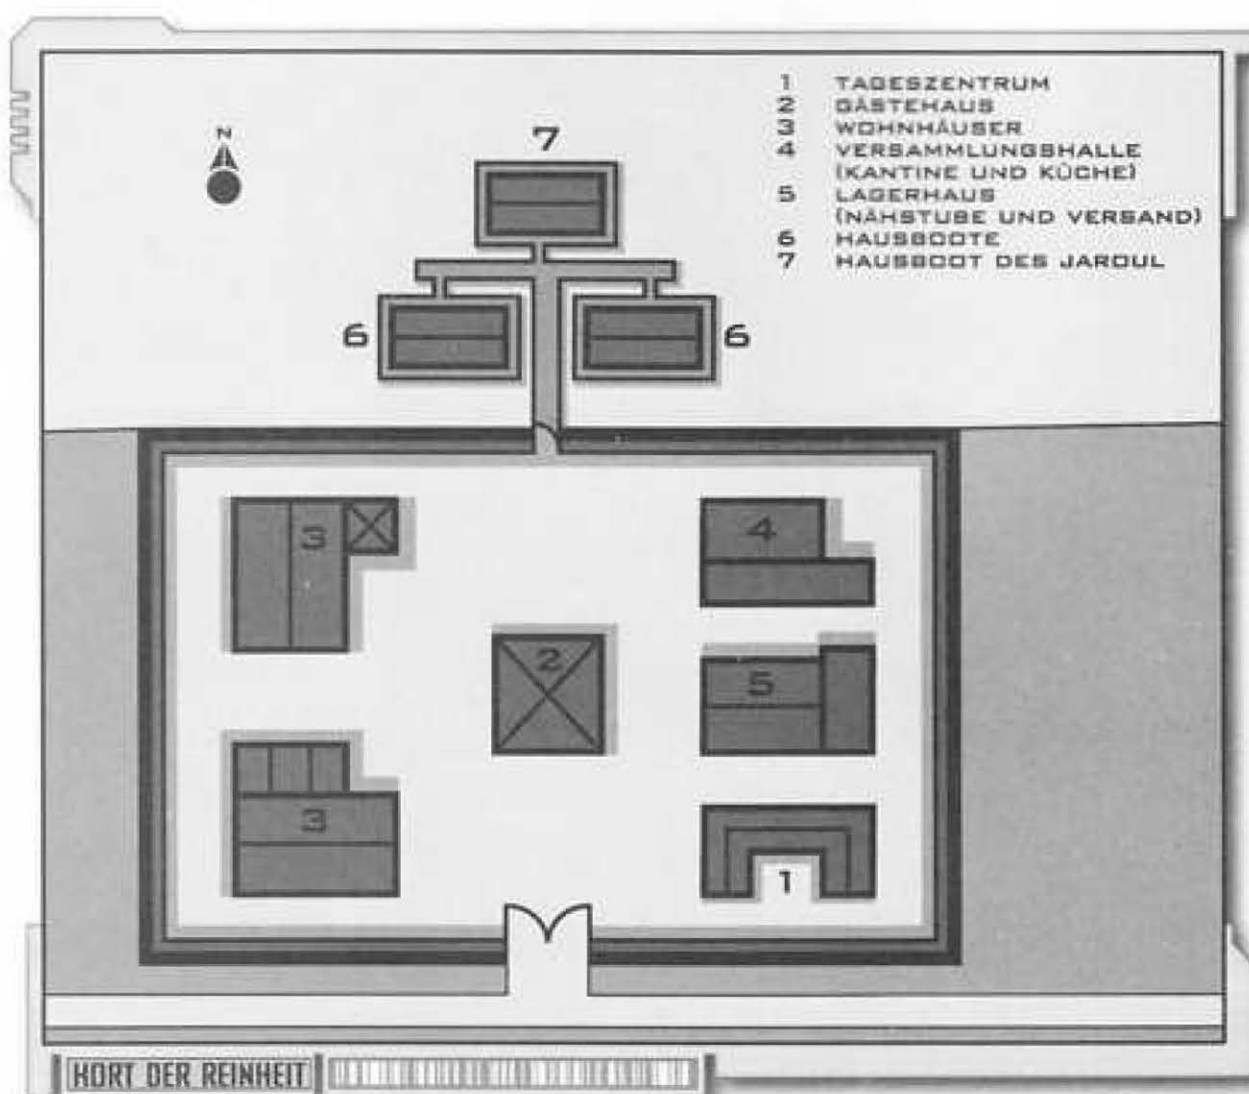 1 TAGESZENTRUM
2 GÄSTEHAUS
3 WOHNHÄUSER
4 VERSAMMLUNGSHALLE
(KANTINE UND KÜCHE)
5 LAGERHAUS
(NÄHSTUBE UND VERSAND)
6 HAUSBOOTE
7 HAUSBOOT DES JAROUL
N
7
6 6
3
4
2
5
3
1
HORT DER REINHEIT